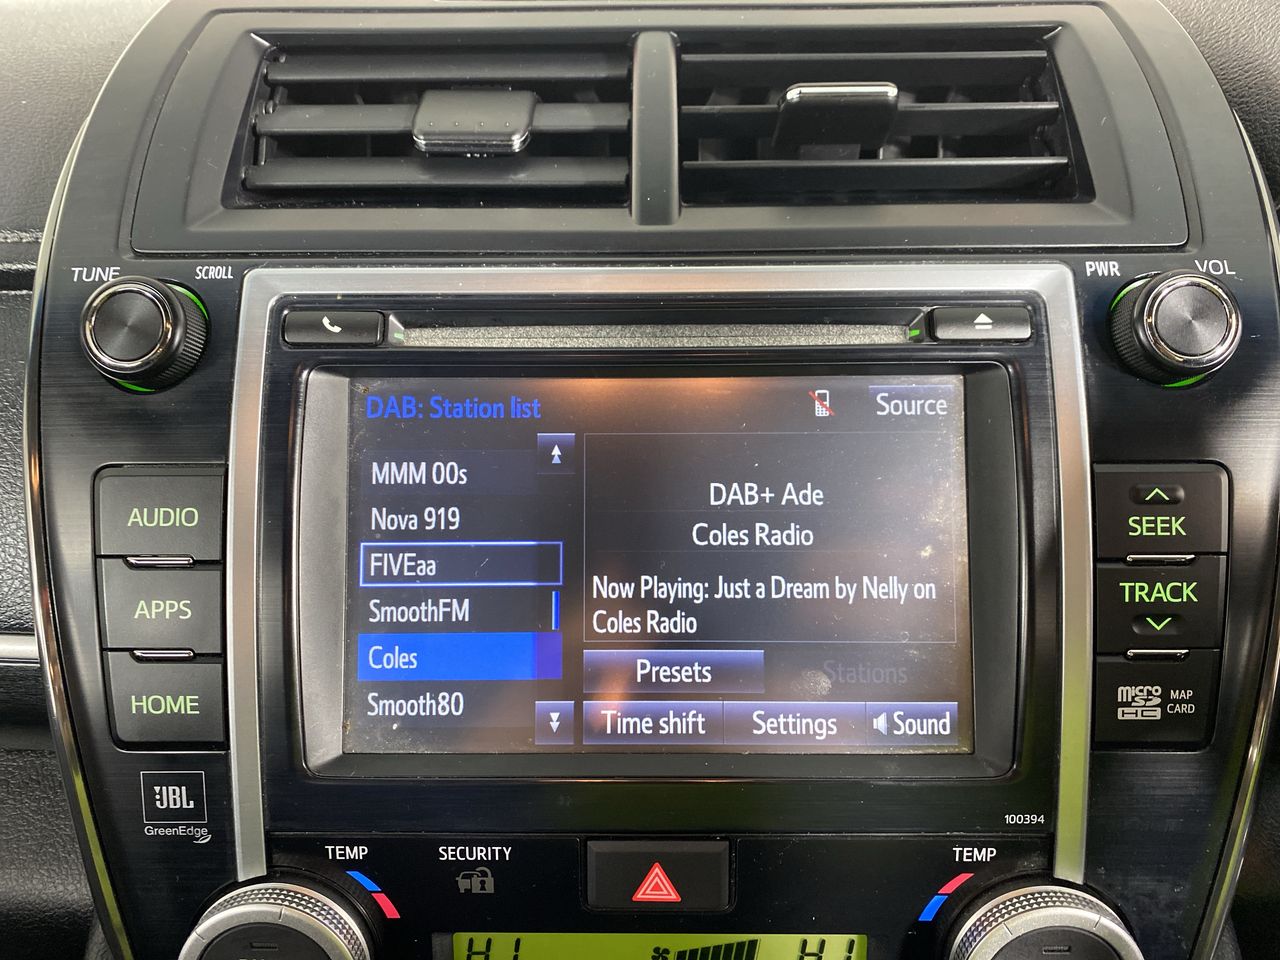 TUNE
SCROLL
PWR
VOL
DAB: Station list
Source
MMM 00s
Nova 919
FIVEaa
SmoothFM
Coles
Smooth80
DAB+ Ade
Coles Radio
Now Playing: Just a Dream by Nelly on
Coles Radio
Presets
Stations
Time shift
Settings
Sound
AUDIO
APPS
HOME
SEEK
TRACK
micro
SD
HC
MAP
CARD
JBL
GreenEdge
100394
TEMP
SECURITY
TEMP
HI
HI